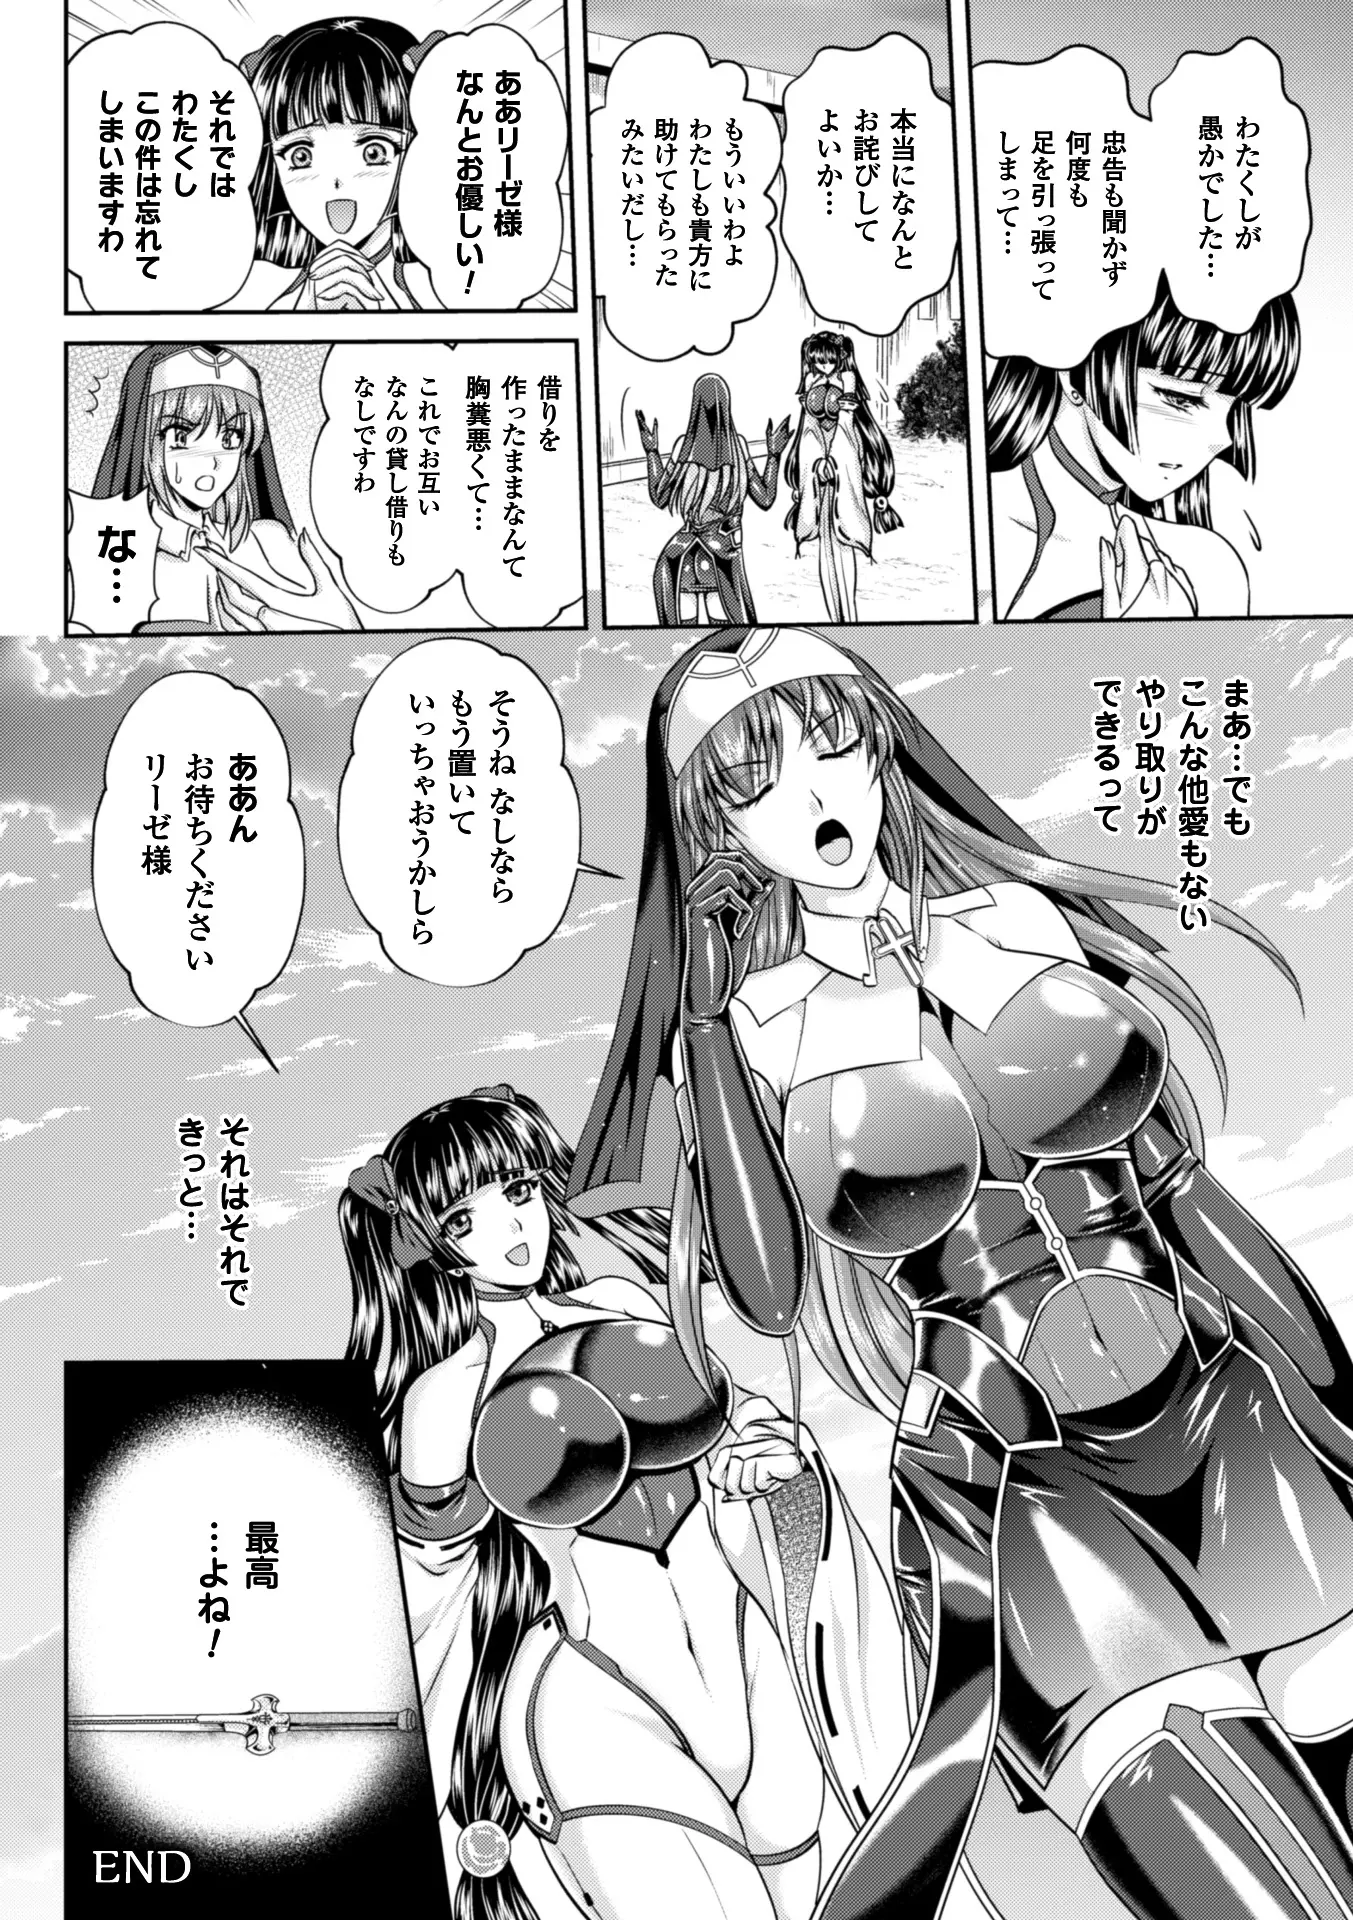 わたくしが
愚かでした…
忠告も聞かず
何度も
足を引っ張って
しまって…
本当になんと
お詫びして
よいか…
もういいわよ
わたしも貴方に
助けてもらった
みたいだし…
ああリーゼ様
なんとお優しい！
それでは
わたくし
この件は忘れて
しまいますわ
借りを
作ったままなんて
胸糞悪くて…
これでお互い
なんの貸し借りも
なしですわ
な…
まあ…でも
こんな他愛もない
やり取りが
できるって
そうね なしなら
もう置いて
いっちゃおうかしら
ああん
お待ちください
リーゼ様
それはそれで
きっと…
最高
…よね！
END